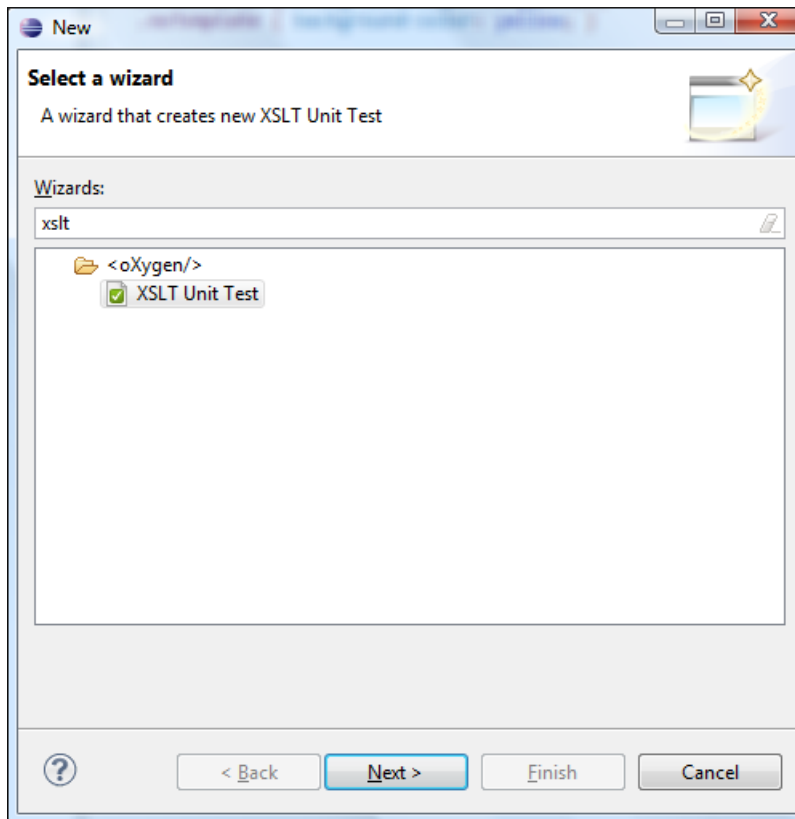 New
Select a wizard
A wizard that creates new XSLT Unit Test
Wizards:
xslt
<oXygen/>
XSLT Unit Test
< Back Next > Finish Cancel